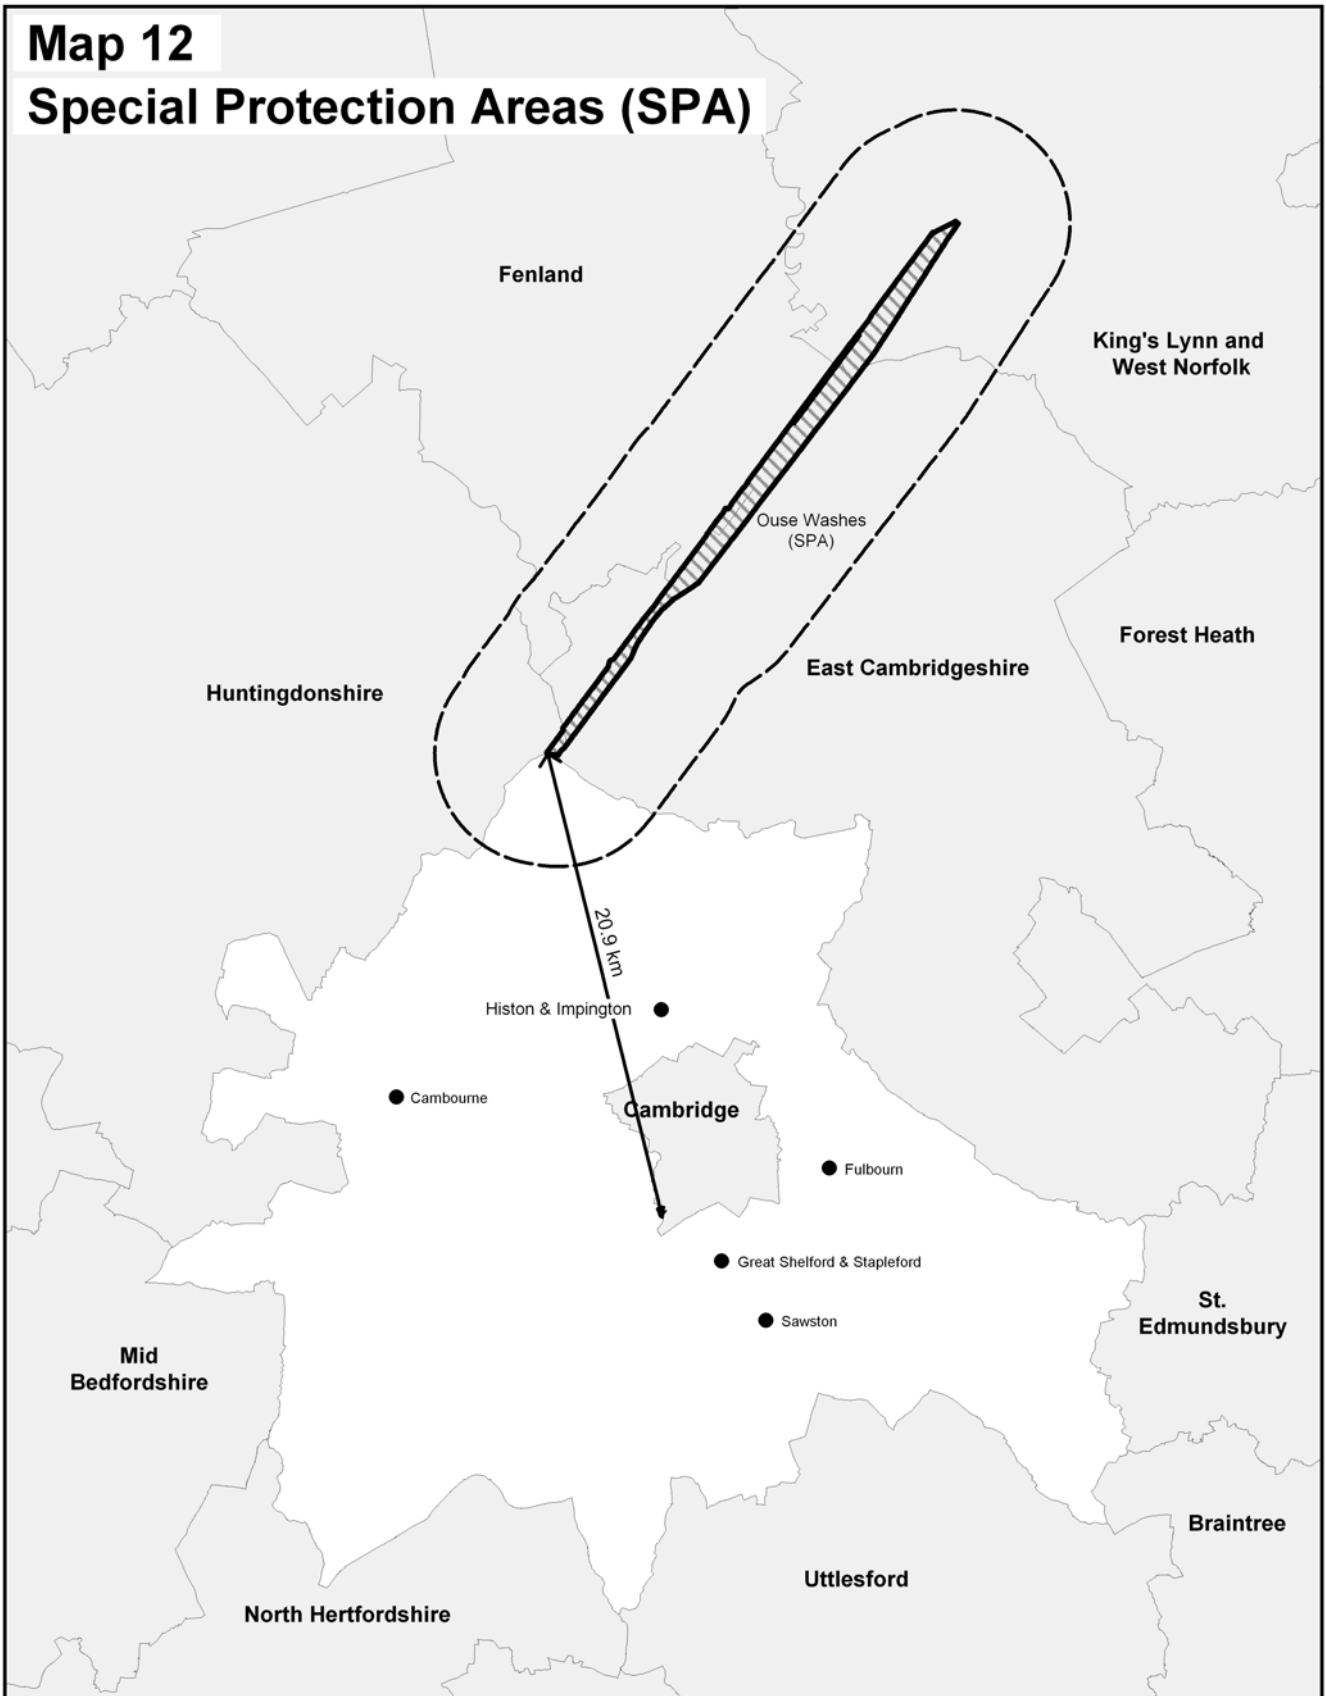 Map 12
Special Protection Areas (SPA)
Fenland
King's Lynn and
West Norfolk
Ouse Washes
(SPA)
Forest Heath
East Cambridgeshire
Huntingdonshire
20.9 km
Histon & Impington
Cambourne
Cambridge
Fulbourn
Great Shelford & Stapleford
Sawston
St.
Edmundsbury
Mid
Bedfordshire
Braintree
Uttlesford
North Hertfordshire